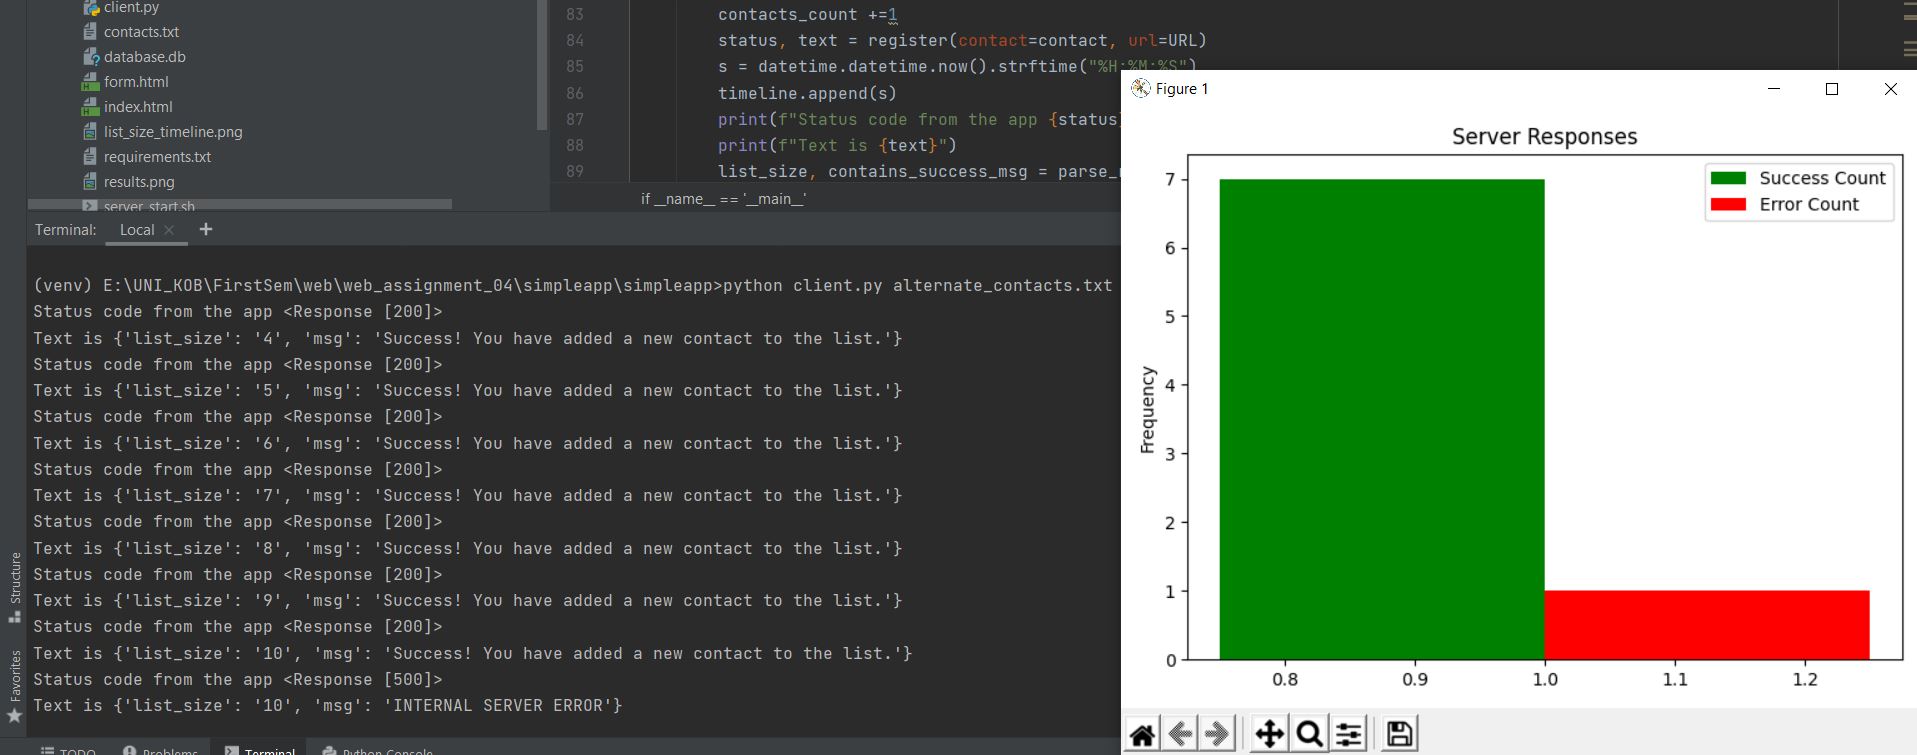 client.py
contacts.txt
database.db
form.html
index.html
list_size_timeline.png
requirements.txt
results.png
server_start.sh
83 contacts_count +=1
84 status, text = register(contact=contact, url=URL)
85 s = datetime.datetime.now().strftime("%H:%M:%S")
86 timeline.append(s)
87 print(f"Status code from the app {status}
88 print(f"Text is {text}")
89 list_size, contains_success_msg =
if __name__ == '__main__'
Terminal: Local × +
(venv) E:\UNI_KOB\FirstSem\web\web_assignment_04\simpleapp\simpleapp>python client.py alternate_contacts.txt
Status code from the app <Response [200]>
Text is {'list_size': '4', 'msg': 'Success! You have added a new contact to the list.'}
Status code from the app <Response [200]>
Text is {'list_size': '5', 'msg': 'Success! You have added a new contact to the list.'}
Status code from the app <Response [200]>
Text is {'list_size': '6', 'msg': 'Success! You have added a new contact to the list.'}
Status code from the app <Response [200]>
Text is {'list_size': '7', 'msg': 'Success! You have added a new contact to the list.'}
Status code from the app <Response [200]>
Text is {'list_size': '8', 'msg': 'Success! You have added a new contact to the list.'}
Status code from the app <Response [200]>
Text is {'list_size': '9', 'msg': 'Success! You have added a new contact to the list.'}
Status code from the app <Response [200]>
Text is {'list_size': '10', 'msg': 'Success! You have added a new contact to the list.'}
Status code from the app <Response [500]>
Text is {'list_size': '10', 'msg': 'INTERNAL SERVER ERROR'}
Structure
Favorites
TODO Problems Terminal Python Console
Figure 1
Server Responses
Success Count
Error Count
Frequency
7
6
5
4
3
2
1
0
0.8 0.9 1.0 1.1 1.2